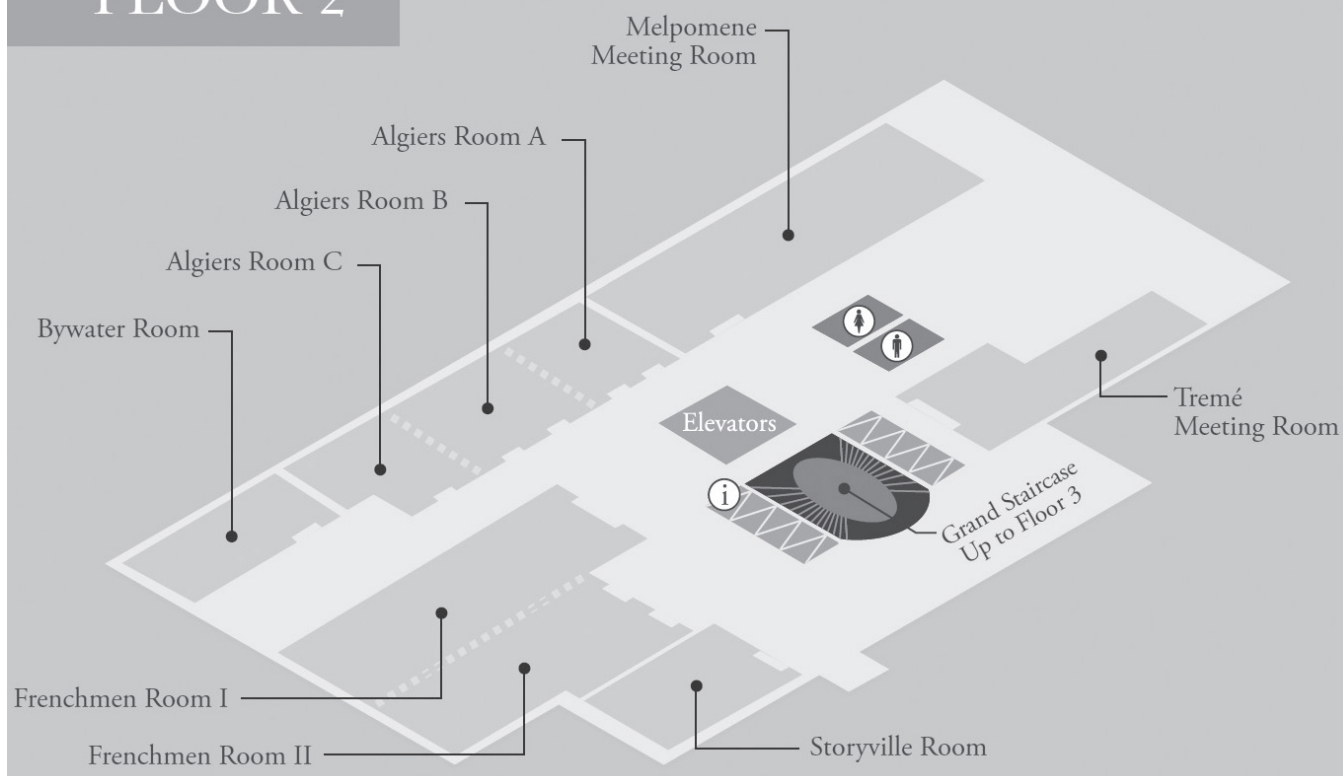 FLOOR 2
Melpomene
Meeting Room
Algiers Room A
Algiers Room B
Algiers Room C
Bywater Room
Elevators
i
Tremé
Meeting Room
Grand Staircase
Up to Floor 3
Frenchmen Room I
Frenchmen Room II
Storyville Room